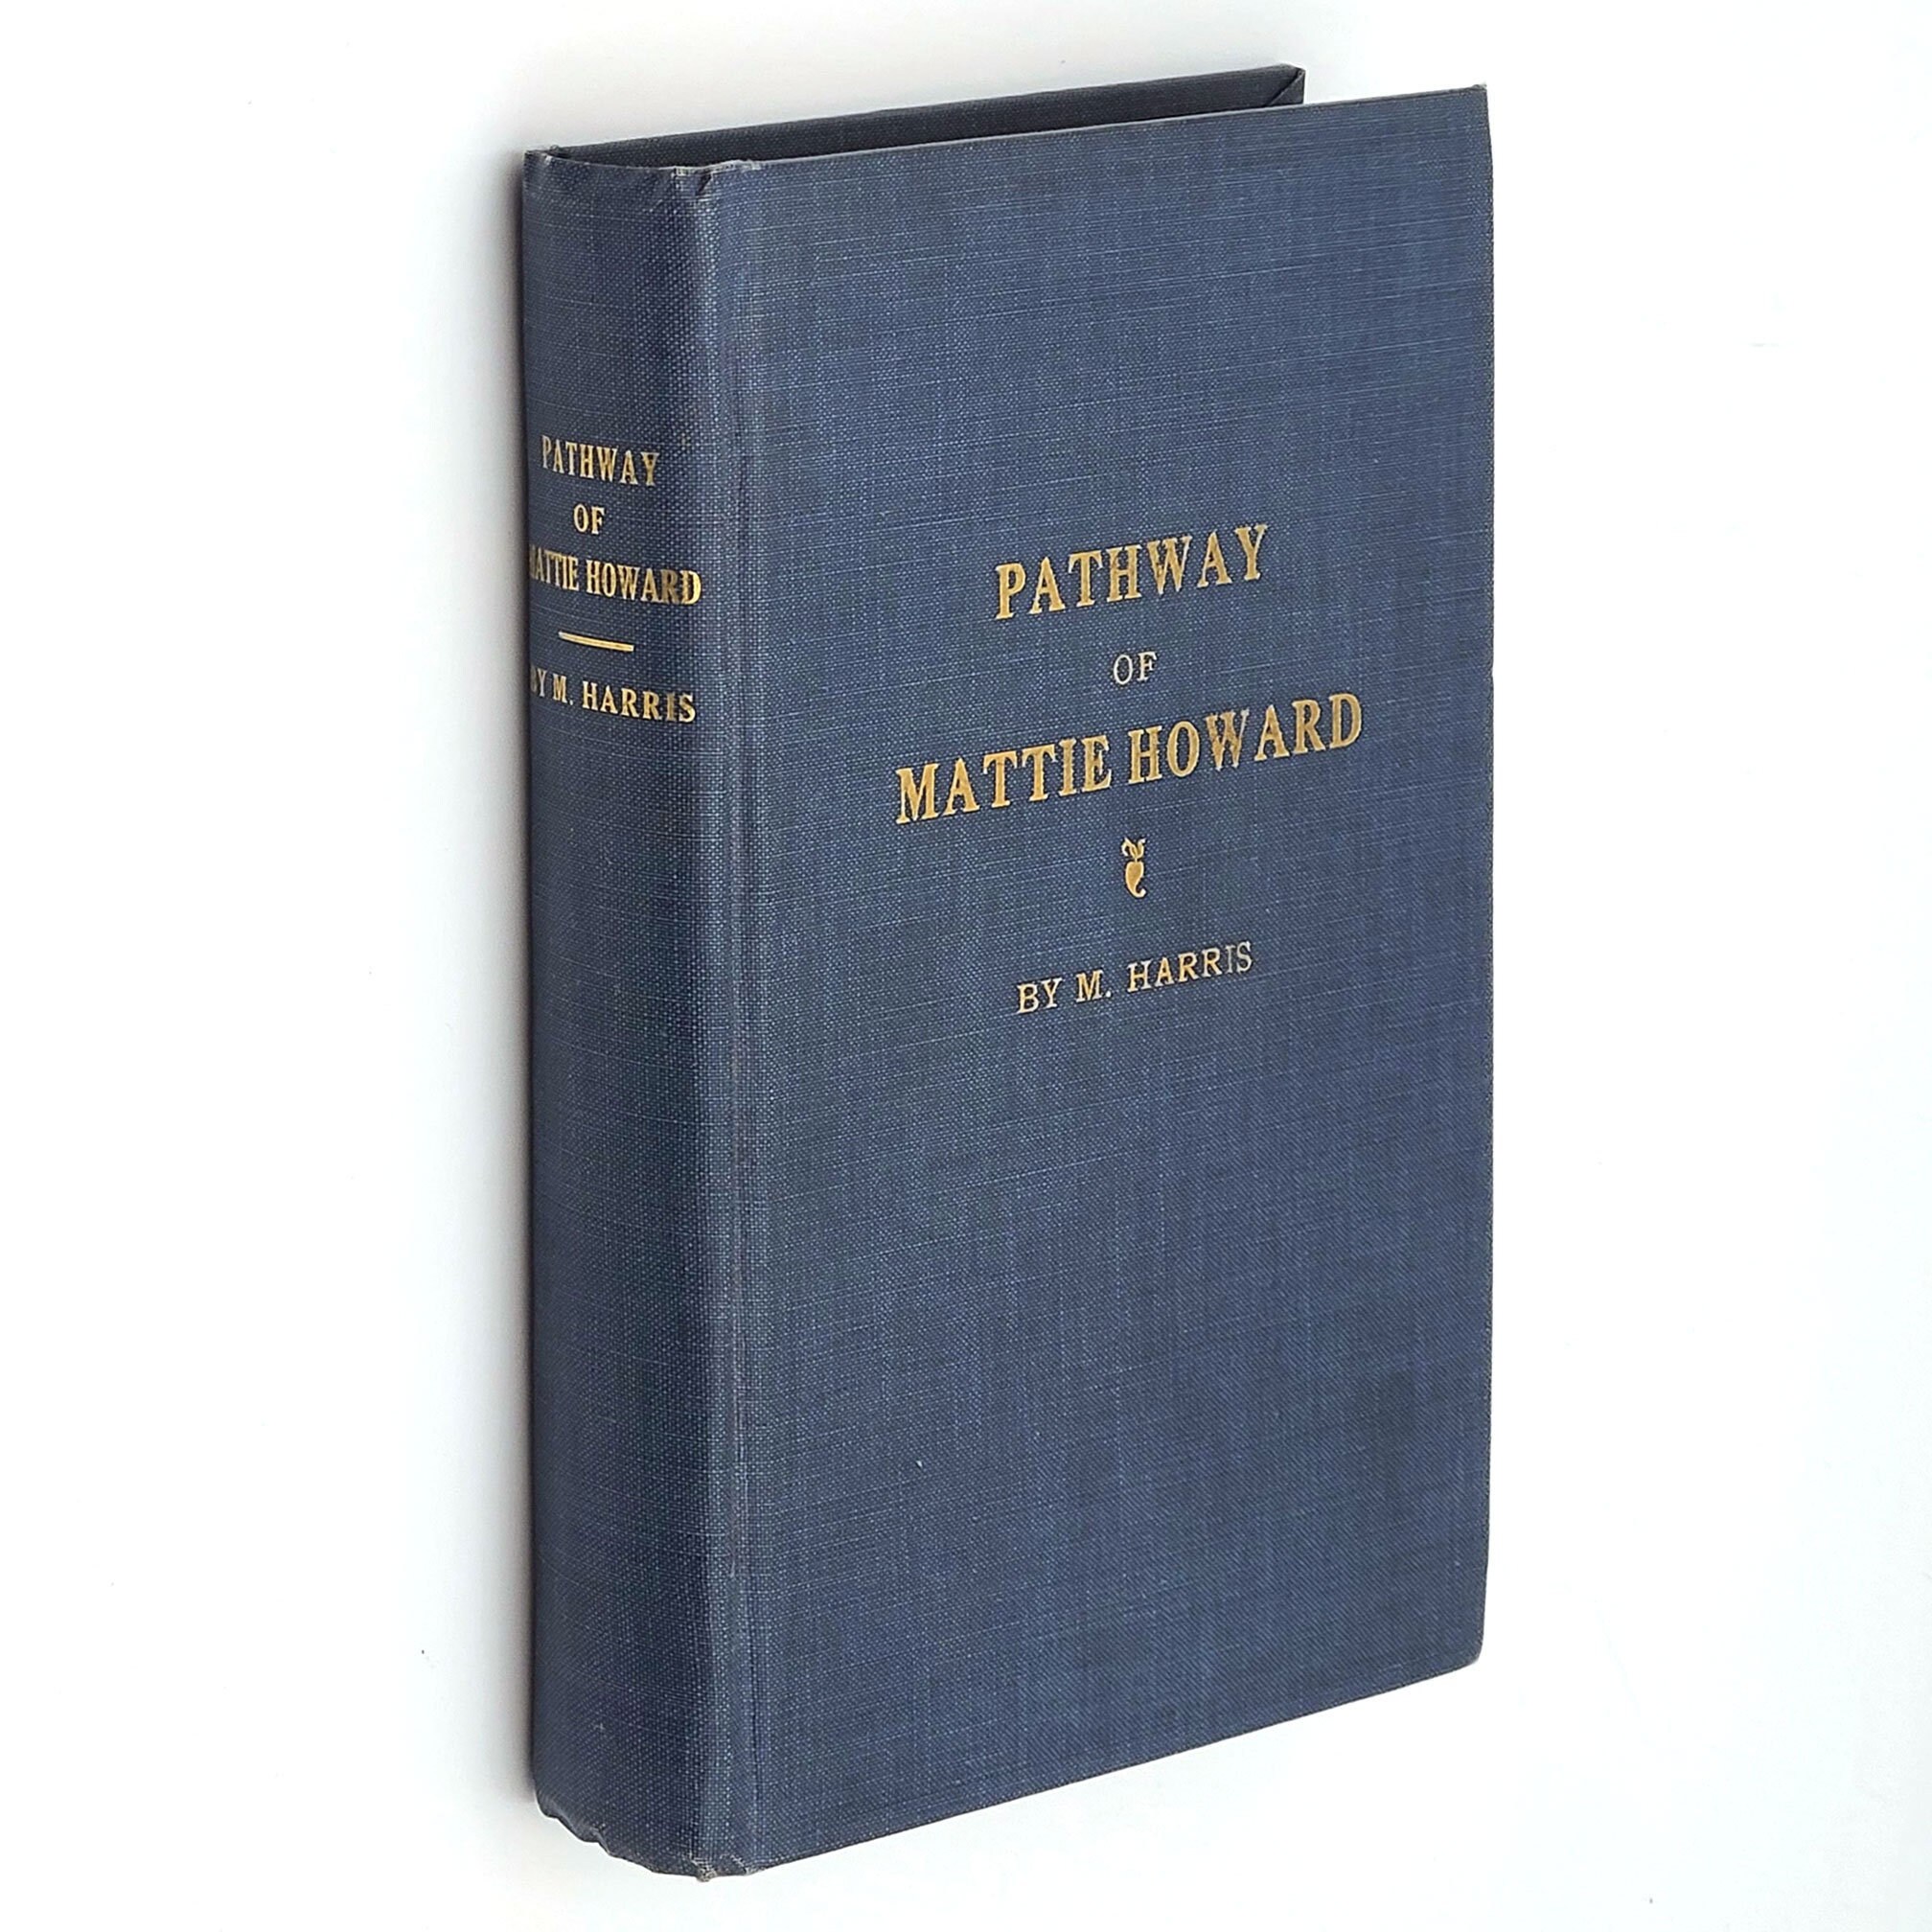 PATHWAY
OF
MATTIE HOWARD
BY M. HARRIS
PATHWAY
OF
MATTIE HOWARD
BY M. HARRIS